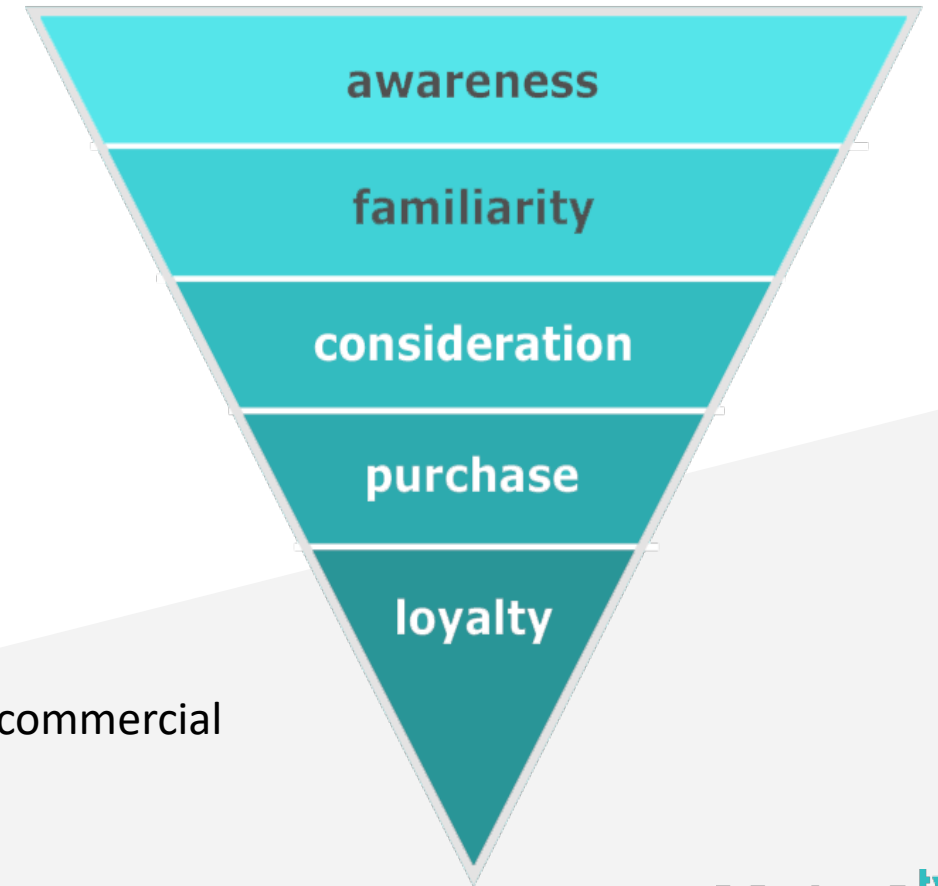 awareness
familiarity
consideration
purchase
loyalty
commercial